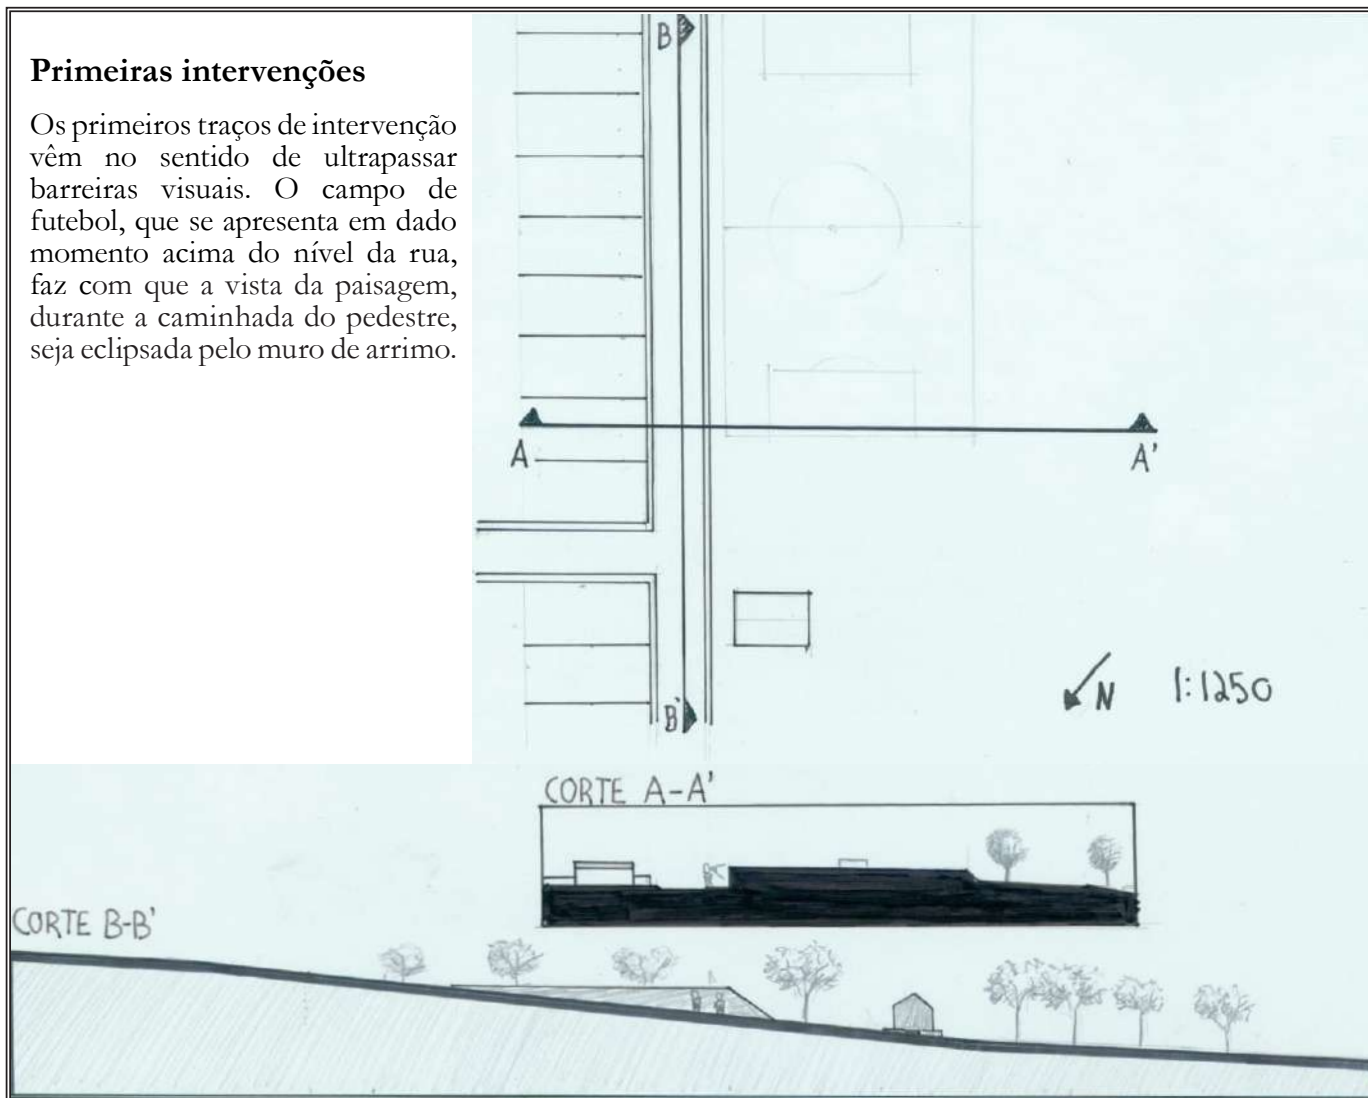 Primeiras intervenções
Os primeiros traços de intervenção
vêm no sentido de ultrapassar
barreiras visuais. O campo de
futebol, que se apresenta em dado
momento acima do nível da rua,
faz com que a vista da paisagem,
durante a caminhada do pedestre,
seja eclipsada pelo muro de arrimo.
B
A
A'
B'
N
1:1250
CORTE A-A'
CORTE B-B'